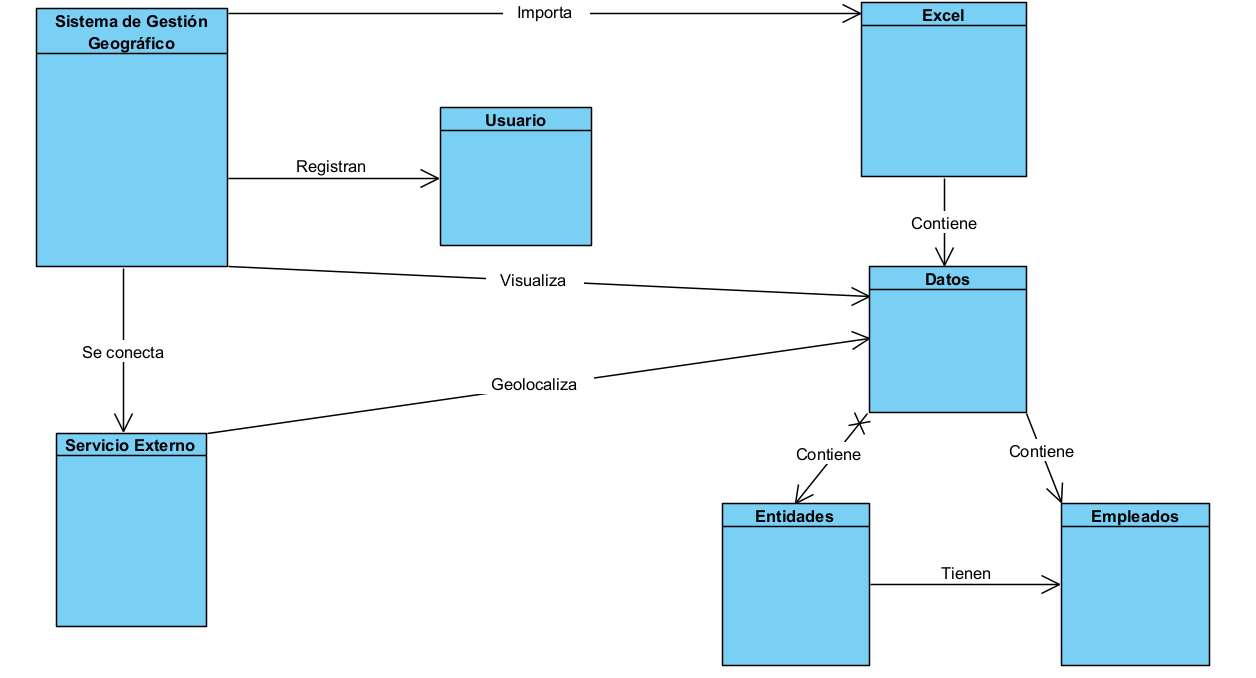 Sistema de Gestión
Geográfico
Importa
Excel
Usuario
Registran
Contiene
Visualiza
Datos
Se conecta
Geolocaliza
Servicio Externo
Contiene
Contiene
Entidades
Empleados
Tienen